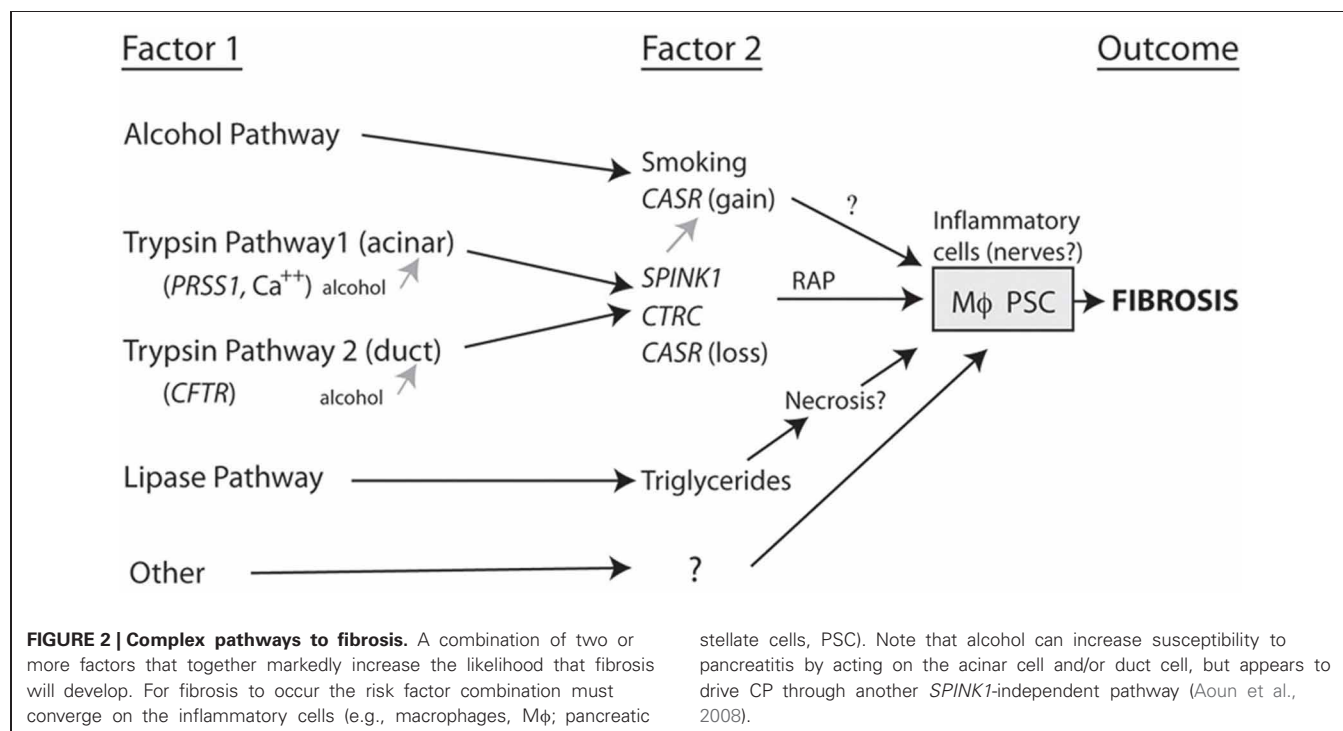 Factor 1
Factor 2
Outcome
Alcohol Pathway
Smoking
CASR (gain)
?
Inflammatory
cells (nerves?)
Trypsin Pathway1 (acinar)
(PRSS1, Ca++) alcohol
SPINK1
CTRC
CASR (loss)
RAP
Mφ PSC
FIBROSIS
Trypsin Pathway 2 (duct)
(CFTR) alcohol
Necrosis?
Lipase Pathway
Triglycerides
Other
?
FIGURE 2 | Complex pathways to fibrosis. A combination of two or
more factors that together markedly increase the likelihood that fibrosis
will develop. For fibrosis to occur the risk factor combination must
converge on the inflammatory cells (e.g., macrophages, Mφ; pancreatic
stellate cells, PSC). Note that alcohol can increase susceptibility to
pancreatitis by acting on the acinar cell and/or duct cell, but appears to
drive CP through another SPINK1-independent pathway (Aoun et al.,
2008).